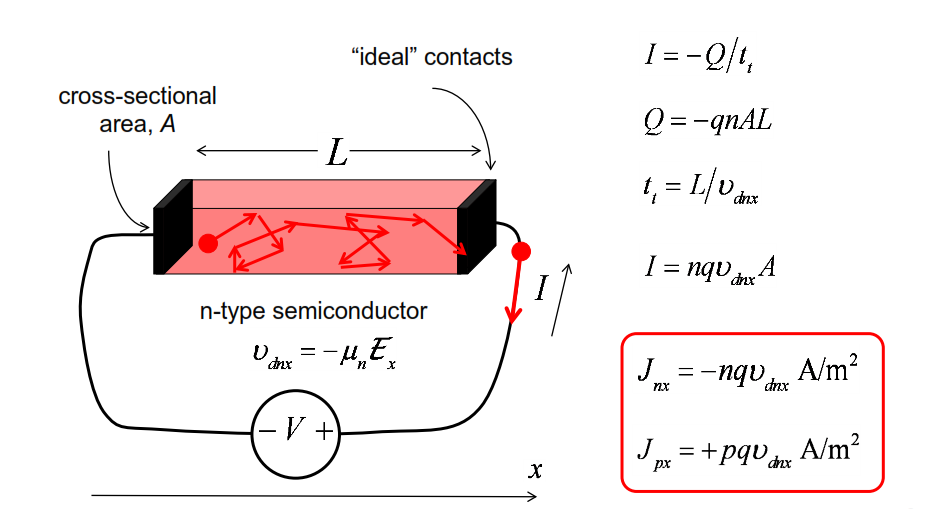 “ideal” contacts
cross-sectional
area, A
L
n-type semiconductor
υ_dnx = −μ_n ℰ_x
I
− V +
x
I = −Q/t_t
Q = −qnAL
t_t = L/υ_dnx
I = nqυ_dnx A
J_nx = −nqυ_dnx A/m²
J_px = +pqυ_dnx A/m²